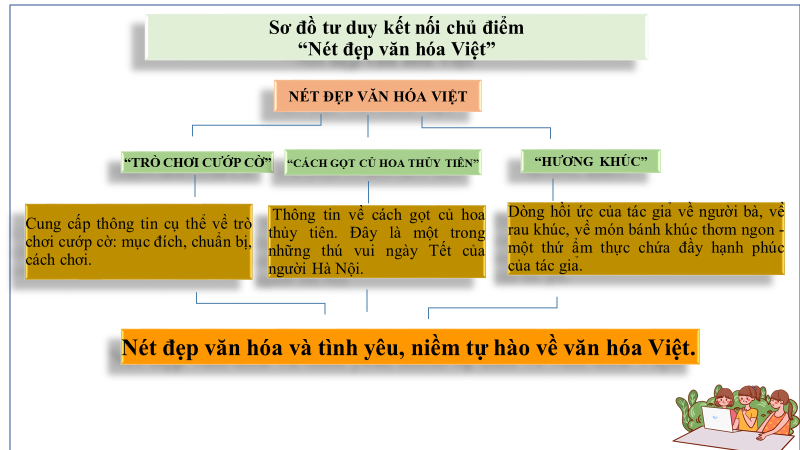 Sơ đồ tư duy kết nối chủ điểm
“Nét đẹp văn hóa Việt”
NÉT ĐẸP VĂN HÓA VIỆT
“TRÒ CHƠI CƯỚP CỜ”
“CÁCH GỌT CỦ HOA THỦY TIÊN”
“HƯƠNG KHÚC”
Cung cấp thông tin cụ thể về trò
chơi cướp cờ: mục đích, chuẩn bị,
cách chơi.
Thông tin về cách gọt củ hoa
thủy tiên. Đây là một trong
những thú vui ngày Tết của
người Hà Nội.
Dòng hồi ức của tác giả về người bà, về
rau khúc, về món bánh khúc thơm ngon -
một thứ ẩm thực chứa đầy hạnh phúc
của tác giả.
Nét đẹp văn hóa và tình yêu, niềm tự hào về văn hóa Việt.